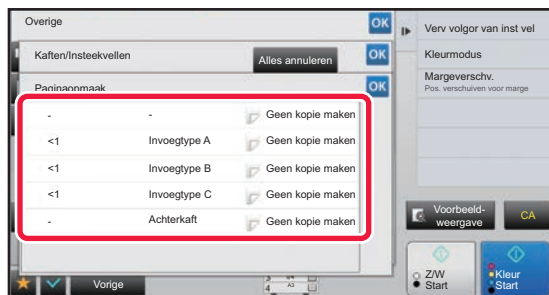 Overige
OK
Kaften/Insteekvellen
Alles annuleren
OK
Paginaopmaak
OK
- - Geen kopie maken
<1 Invoegtype A Geen kopie maken
<1 Invoegtype B Geen kopie maken
<1 Invoegtype C Geen kopie maken
- Achterkaft Geen kopie maken
Vorige
4 A3
Verv volgor van inst vel
Kleurmodus
Margeverschv.
Pos. verschuiven voor marge
Voorbeeld-
weergave
CA
Z/W
Start
Kleur
Start